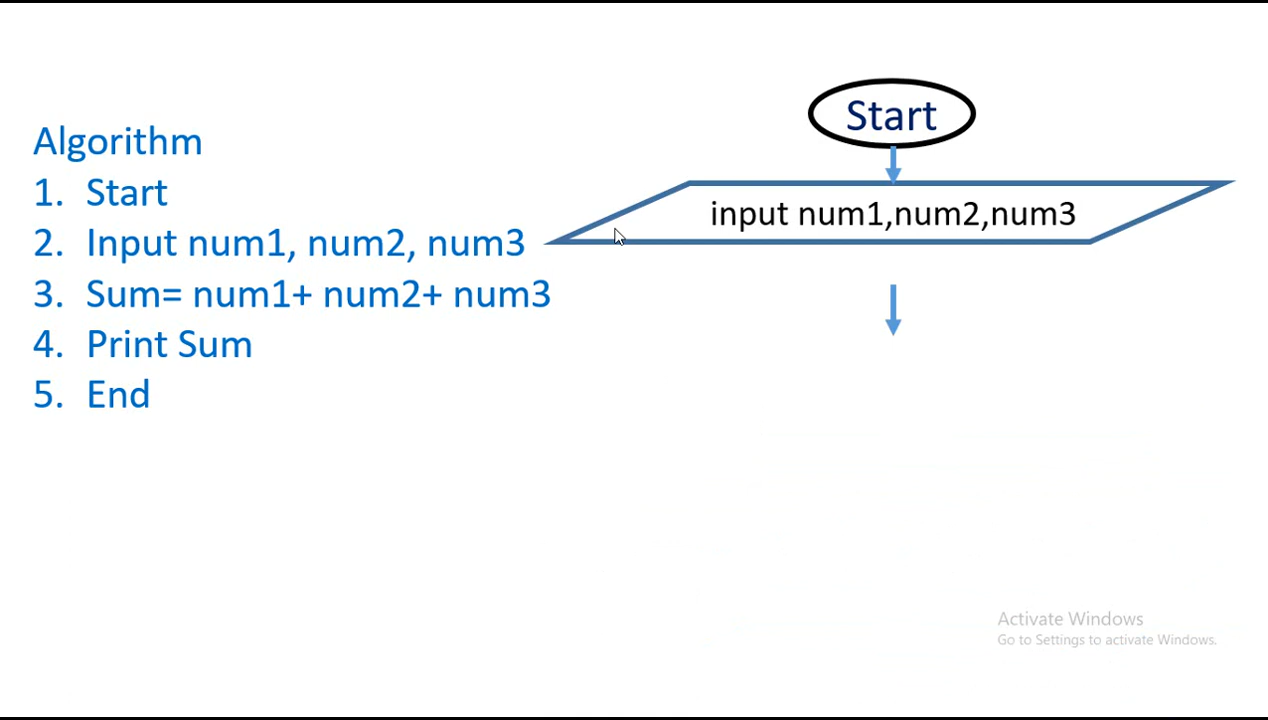 Algorithm
1. Start
2. Input num1, num2, num3
3. Sum= num1+ num2+ num3
4. Print Sum
5. End
Start
input num1,num2,num3
Activate Windows
Go to Settings to activate Windows.